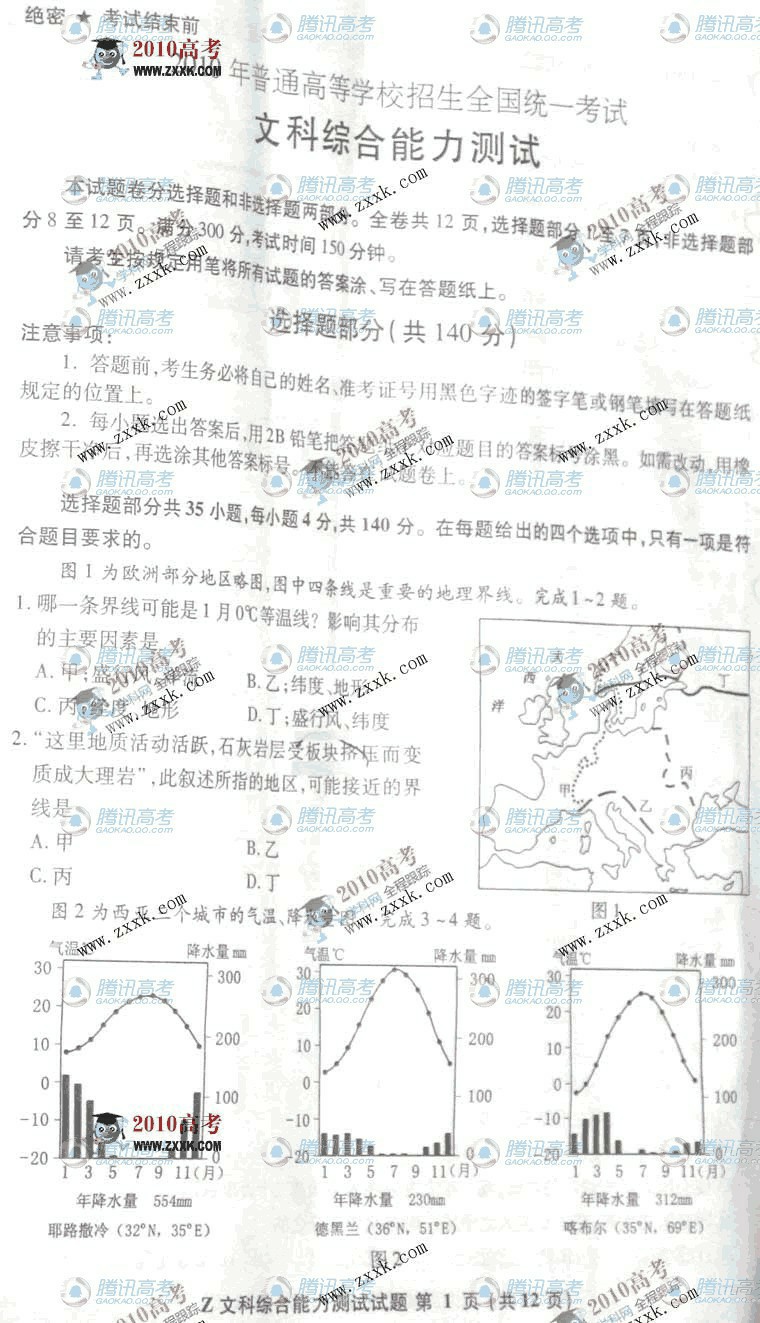 绝密 ★ 考试结束前
2010 年普通高等学校招生全国统一考试
文科综合能力测试
本试题卷分选择题和非选择题两部分。全卷共 12 页,选择题部分 1至7页,非选择题部
分 8 至 12 页。满分 300 分,考试时间 150 分钟。
请考生按规定用笔将所有试题的答案涂、写在答题纸上。
选择题部分(共 140 分)
注意事项:
1. 答题前,考生务必将自己的姓名、准考证号用黑色字迹的签字笔或钢笔填写在答题纸
规定的位置上。
2. 每小题选出答案后,用2B 铅笔把答 应题目的答案标号涂黑。如需改动,用橡
皮擦干净后,再选涂其他答案标号。不能答在试题卷上。
选择题部分共 35 小题,每小题 4 分,共 140 分。在每题给出的四个选项中,只有一项是符
合题目要求的。
图 1 为欧洲部分地区略图,图中四条线是重要的地理界线。完成1~2 题。
1. 哪一条界线可能是 1 月 0℃等温线? 影响其分布
的主要因素是
A. 甲;盛
B. 乙;纬度、地形
C. 丙;经度、地形
D. 丁;盛行风、纬度
2. “这里地质活动活跃,石灰岩层受板块挤压而变
质成大理岩”,此叙述所指的地区,可能接近的界
线是
A. 甲
B. 乙
C. 丙
D. 丁
大
西
洋
甲
乙
丙
丁
图 1
图 2 为西亚三个城市的气温、降水量图。完成 3~4 题。
气温℃ 降水量 mm
30 20 10 0 -10 -20
300 200 100 0
1 3 5 7 9 11(月)
年降水量 554mm
耶路撒冷 (32°N, 35°E)
气温℃ 降水量 mm
30 20 10 0 -10 -20
300 200 100 0
1 3 5 7 9 11(月)
年降水量 230mm
德黑兰 (36°N, 51°E)
气温℃ 降水量 mm
30 20 10 0 -10 -20
300 200 100 0
1 3 5 7 9 11(月)
年降水量 312mm
喀布尔 (35°N, 69°E)
图 2
Z 文科综合能力测试试题 第 1 页 (共 12 页)
腾讯高考
GAOKAO.QQ.COM
2010高考
www.zxxk.com
学科网 全程跟踪